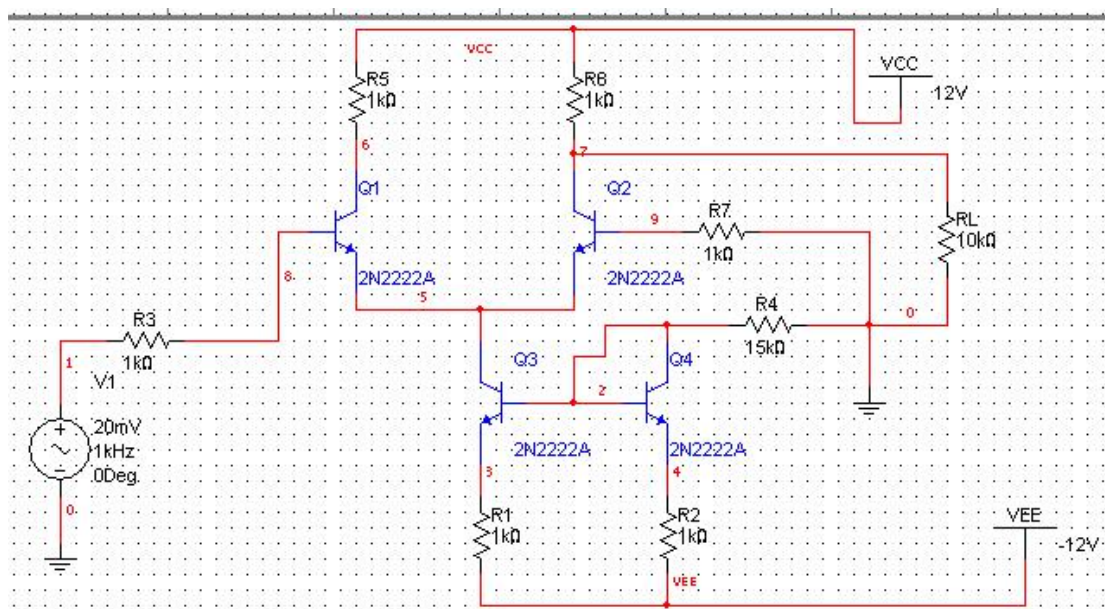 VCC
VCC
12V
R5
1kΩ
R6
1kΩ
6
7
Q1
Q2
R7
1kΩ
9
RL
10kΩ
8
2N2222A
2N2222A
5
R4
15kΩ
0
R3
1kΩ
1
V1
Q3
Q4
2
20mV
1kHz
0Deg
2N2222A
2N2222A
3
4
0
R1
1kΩ
R2
1kΩ
VEE
-12V
VEE